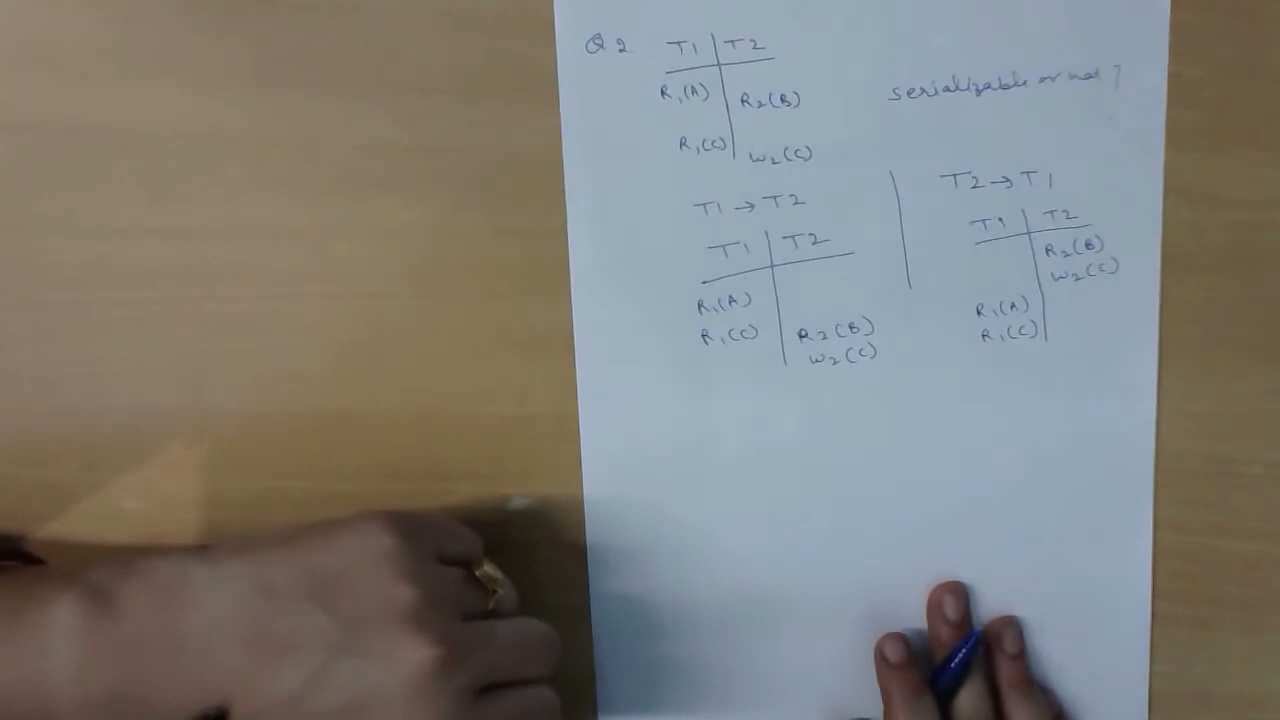 Q 2 T1 T2
R1(A) R2(B) serializable or not ?
R1(C) W2(C)
T1 → T2
T1 T2
R1(A)
R1(C) R2(B)
W2(C)
T2 → T1
T1 T2
R2(B)
W2(C)
R1(A)
R1(C)